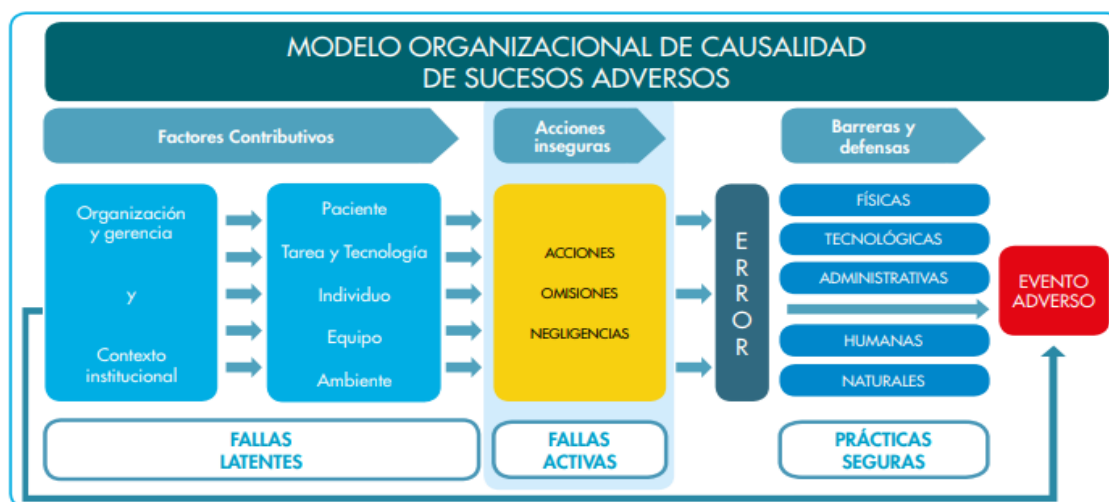 MODELO ORGANIZACIONAL DE CAUSALIDAD
DE SUCESOS ADVERSOS
Factores Contributivos
Acciones
inseguras
Barreras y
defensas
Organización
y gerencia
y
Contexto
institucional
Paciente
Tarea y Tecnología
Individuo
Equipo
Ambiente
ACCIONES
OMISIONES
NEGLIGENCIAS
ERROR
FÍSICAS
TECNOLÓGICAS
ADMINISTRATIVAS
HUMANAS
NATURALES
EVENTO
ADVERSO
FALLAS
LATENTES
FALLAS
ACTIVAS
PRÁCTICAS
SEGURAS